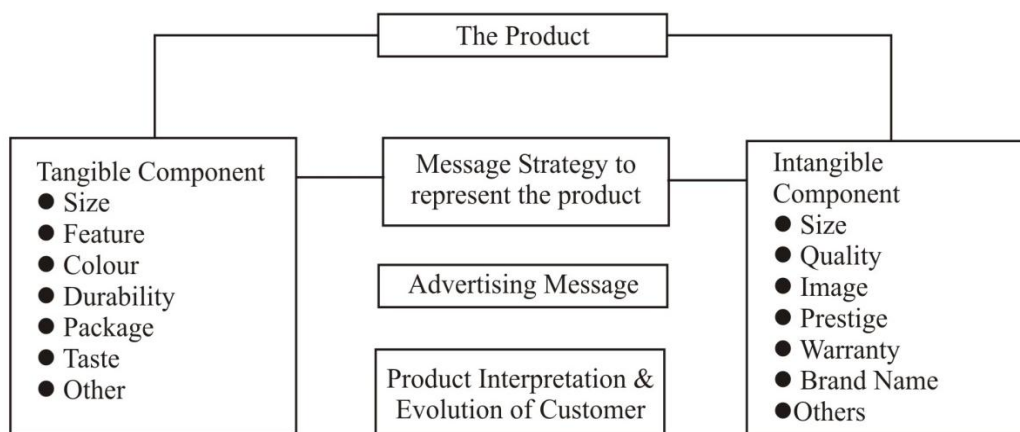 The Product
Tangible Component
● Size
● Feature
● Colour
● Durability
● Package
● Taste
● Other
Message Strategy to
represent the product
Advertising Message
Product Interpretation &
Evolution of Customer
Intangible
Component
● Size
● Quality
● Image
● Prestige
● Warranty
● Brand Name
●Others